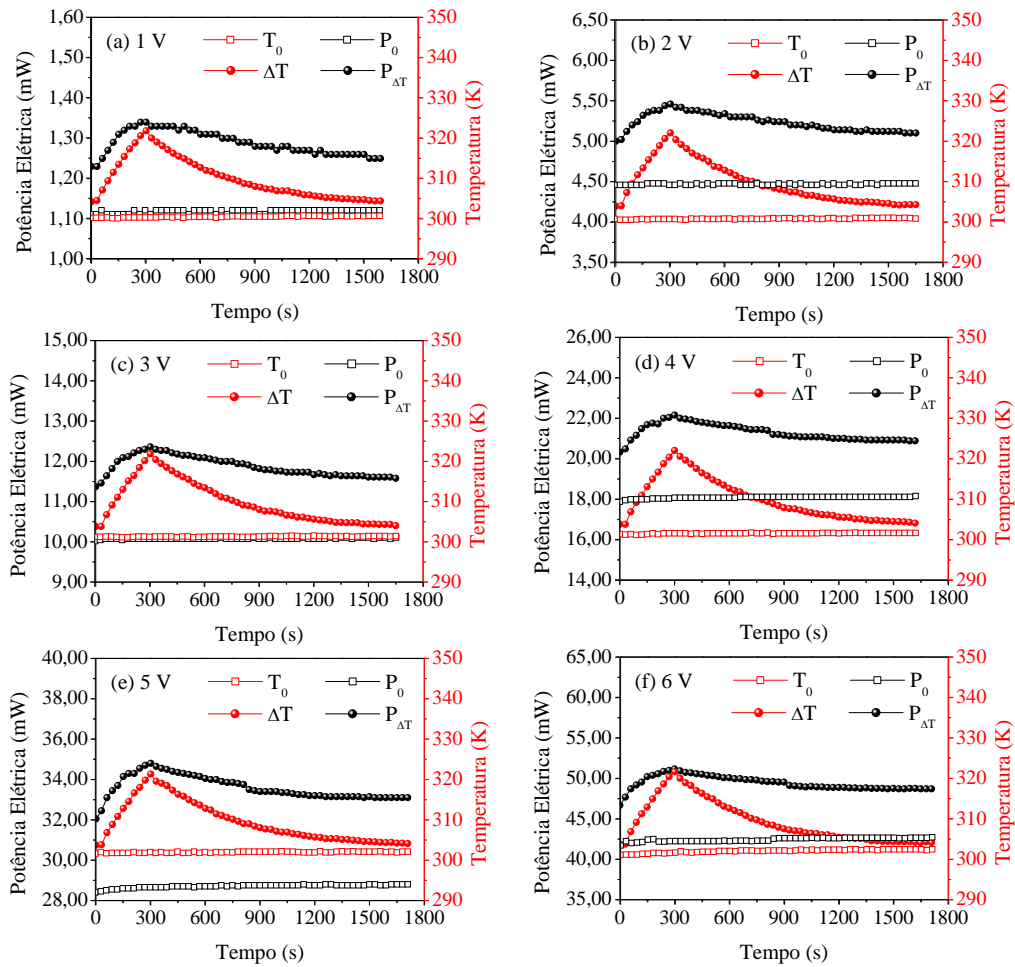 (a) 1 V
T0
P0
ΔT
PΔT
Potência Elétrica (mW)
1,60
1,50
1,40
1,30
1,20
1,10
1,00
350
340
330
320
310
300
290
Temperatura (K)
0 300 600 900 1200 1500 1800
Tempo (s)
(b) 2 V
T0
P0
ΔT
PΔT
Potência Elétrica (mW)
6,50
6,00
5,50
5,00
4,50
4,00
3,50
350
340
330
320
310
300
290
Temperatura (K)
0 300 600 900 1200 1500 1800
Tempo (s)
(c) 3 V
T0
P0
ΔT
PΔT
Potência Elétrica (mW)
15,00
14,00
13,00
12,00
11,00
10,00
9,00
350
340
330
320
310
300
290
Temperatura (K)
0 300 600 900 1200 1500 1800
Tempo (s)
(d) 4 V
T0
P0
ΔT
PΔT
Potência Elétrica (mW)
26,00
24,00
22,00
20,00
18,00
16,00
14,00
350
340
330
320
310
300
290
Temperatura (K)
0 300 600 900 1200 1500 1800
Tempo (s)
(e) 5 V
T0
P0
ΔT
PΔT
Potência Elétrica (mW)
40,00
38,00
36,00
34,00
32,00
30,00
28,00
350
340
330
320
310
300
290
Temperatura (K)
0 300 600 900 1200 1500 1800
Tempo (s)
(f) 6 V
T0
P0
ΔT
PΔT
Potência Elétrica (mW)
65,00
60,00
55,00
50,00
45,00
40,00
35,00
350
340
330
320
310
300
290
Temperatura (K)
0 300 600 900 1200 1500 1800
Tempo (s)